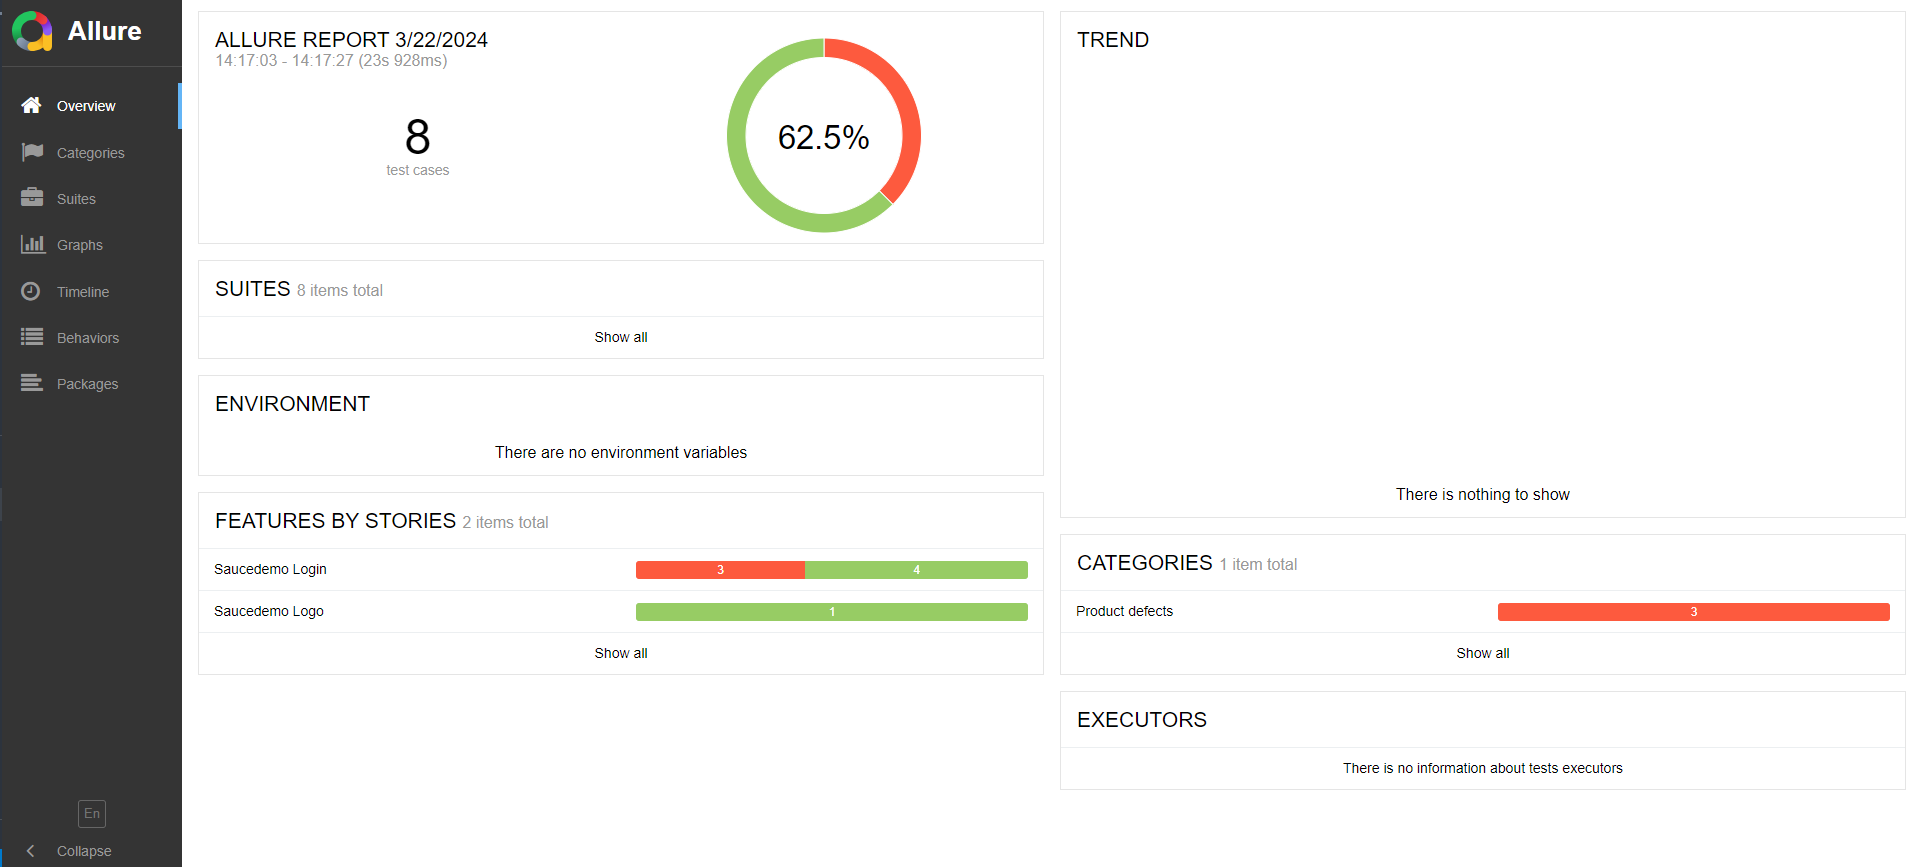 Allure
Overview
Categories
Suites
Graphs
Timeline
Behaviors
Packages
En
Collapse
ALLURE REPORT 3/22/2024
14:17:03 - 14:17:27 (23s 928ms)
8
test cases
62.5%
SUITES 8 items total
Show all
ENVIRONMENT
There are no environment variables
FEATURES BY STORIES 2 items total
Saucedemo Login 3 4
Saucedemo Logo 1
Show all
TREND
There is nothing to show
CATEGORIES 1 item total
Product defects 3
Show all
EXECUTORS
There is no information about tests executors